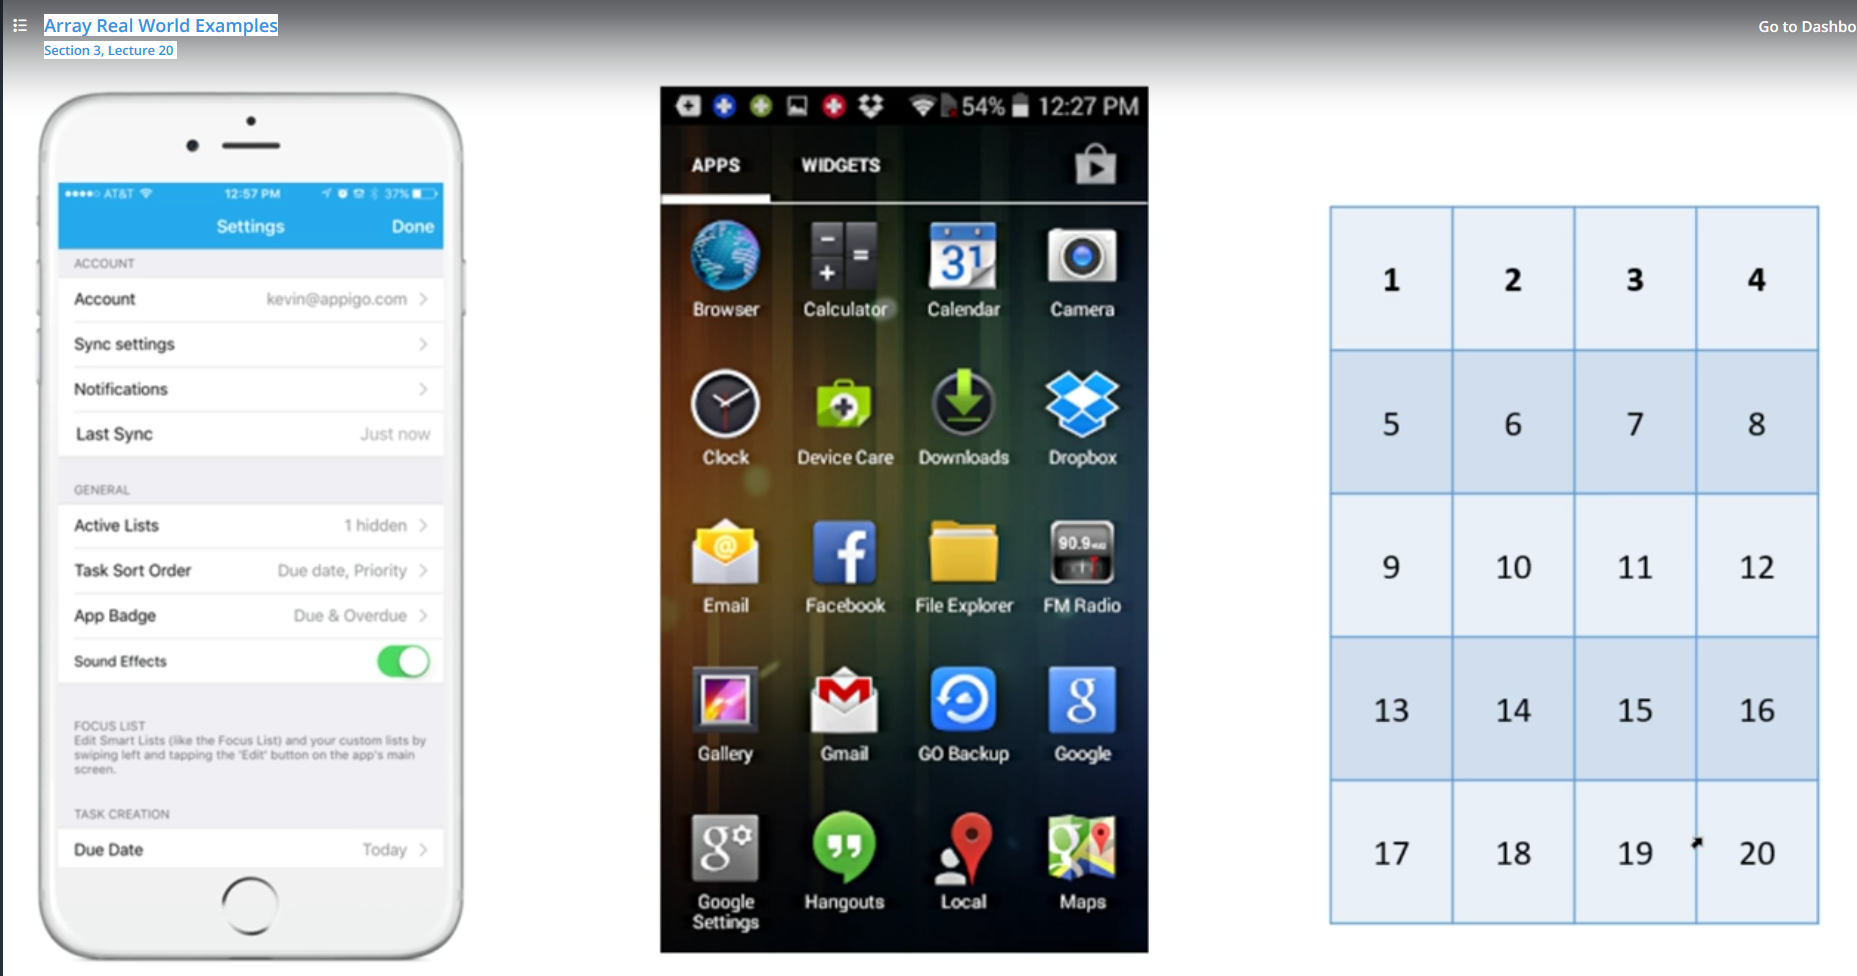 Array Real World Examples
Section 3, Lecture 20
Go to Dashbo
AT&T 12:57 PM 37%
Settings Done
ACCOUNT
Account kevin@appigo.com
Sync settings
Notifications
Last Sync Just now
GENERAL
Active Lists 1 hidden
Task Sort Order Due date, Priority
App Badge Due & Overdue
Sound Effects
FOCUS LIST
Edit Smart Lists (like the Focus List) and your custom lists by
swiping left and tapping the 'Edit' button on the app's main
screen.
TASK CREATION
Due Date Today
54% 12:27 PM
APPS WIDGETS
31
Browser Calculator Calendar Camera
Clock Device Care Downloads Dropbox
90.9
Email Facebook File Explorer FM Radio
Gallery Gmail GO Backup Google
Google Settings Hangouts Local Maps
1 2 3 4
5 6 7 8
9 10 11 12
13 14 15 16
17 18 19 20